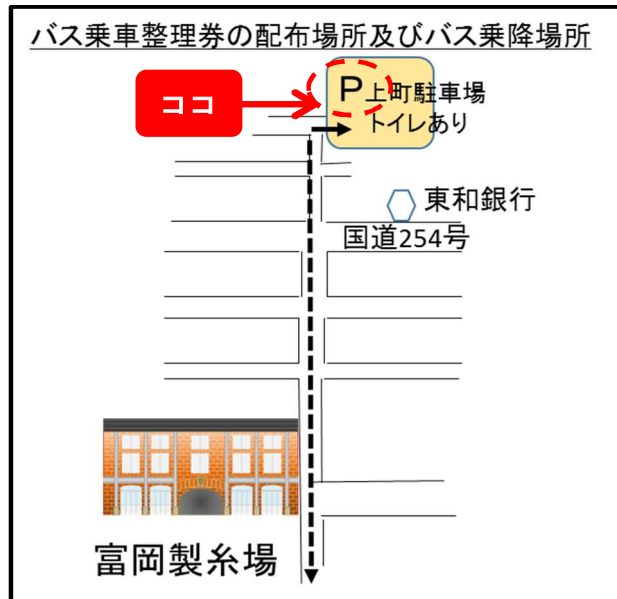 バス乗車整理券の配布場所及びバス乗降場所
ココ
P上町駐車場
トイレあり
東和銀行
国道254号
富岡製糸場